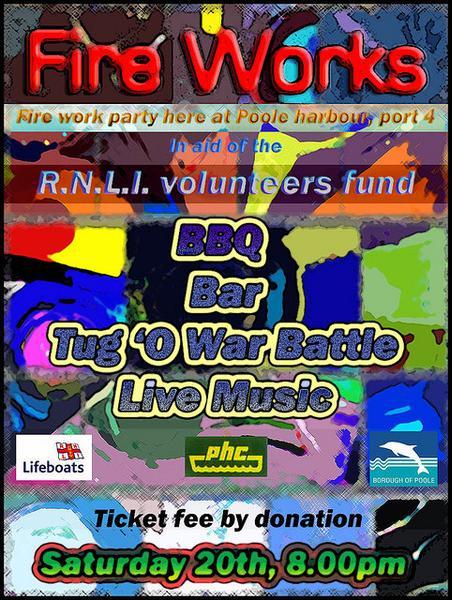 Fire Works
Fire work party here at Poole harbour, port 4
In aid of the
R.N.L.I. volunteers fund
BBQ
Bar
Tug 'O War Battle
Live Music
Lifeboats
phc
BOROUGH OF POOLE
Ticket fee by donation
Saturday 20th, 8.00pm